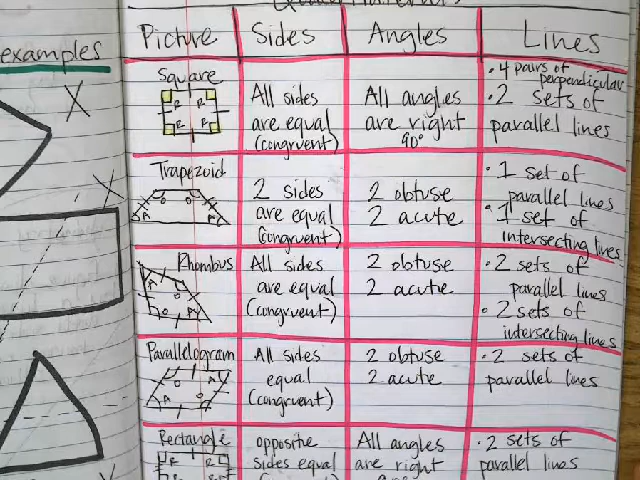 examples
X
X
Picture Sides Angles Lines
Square
R R
R R
All sides
are equal
(congruent)
All angles
are right
90°
• 4 pairs of
perpendicular
• 2 sets of
parallel lines
Trapezoid
O O
A A
2 sides
are equal
(congruent)
2 obtuse
2 acute
• 1 set of
parallel lines
• 1 set of
intersecting lines
Rhombus
A O
O A
All sides
are equal
(congruent)
2 obtuse
2 acute
• 2 sets of
parallel lines
• 2 sets of
intersecting lines
Parallelogram
O A
A O
All sides
equal
(congruent)
2 obtuse
2 acute
• 2 sets of
parallel lines
Rectangle
R R
opposite
sides equal
All angles
are right
90°
• 2 sets of
parallel lines